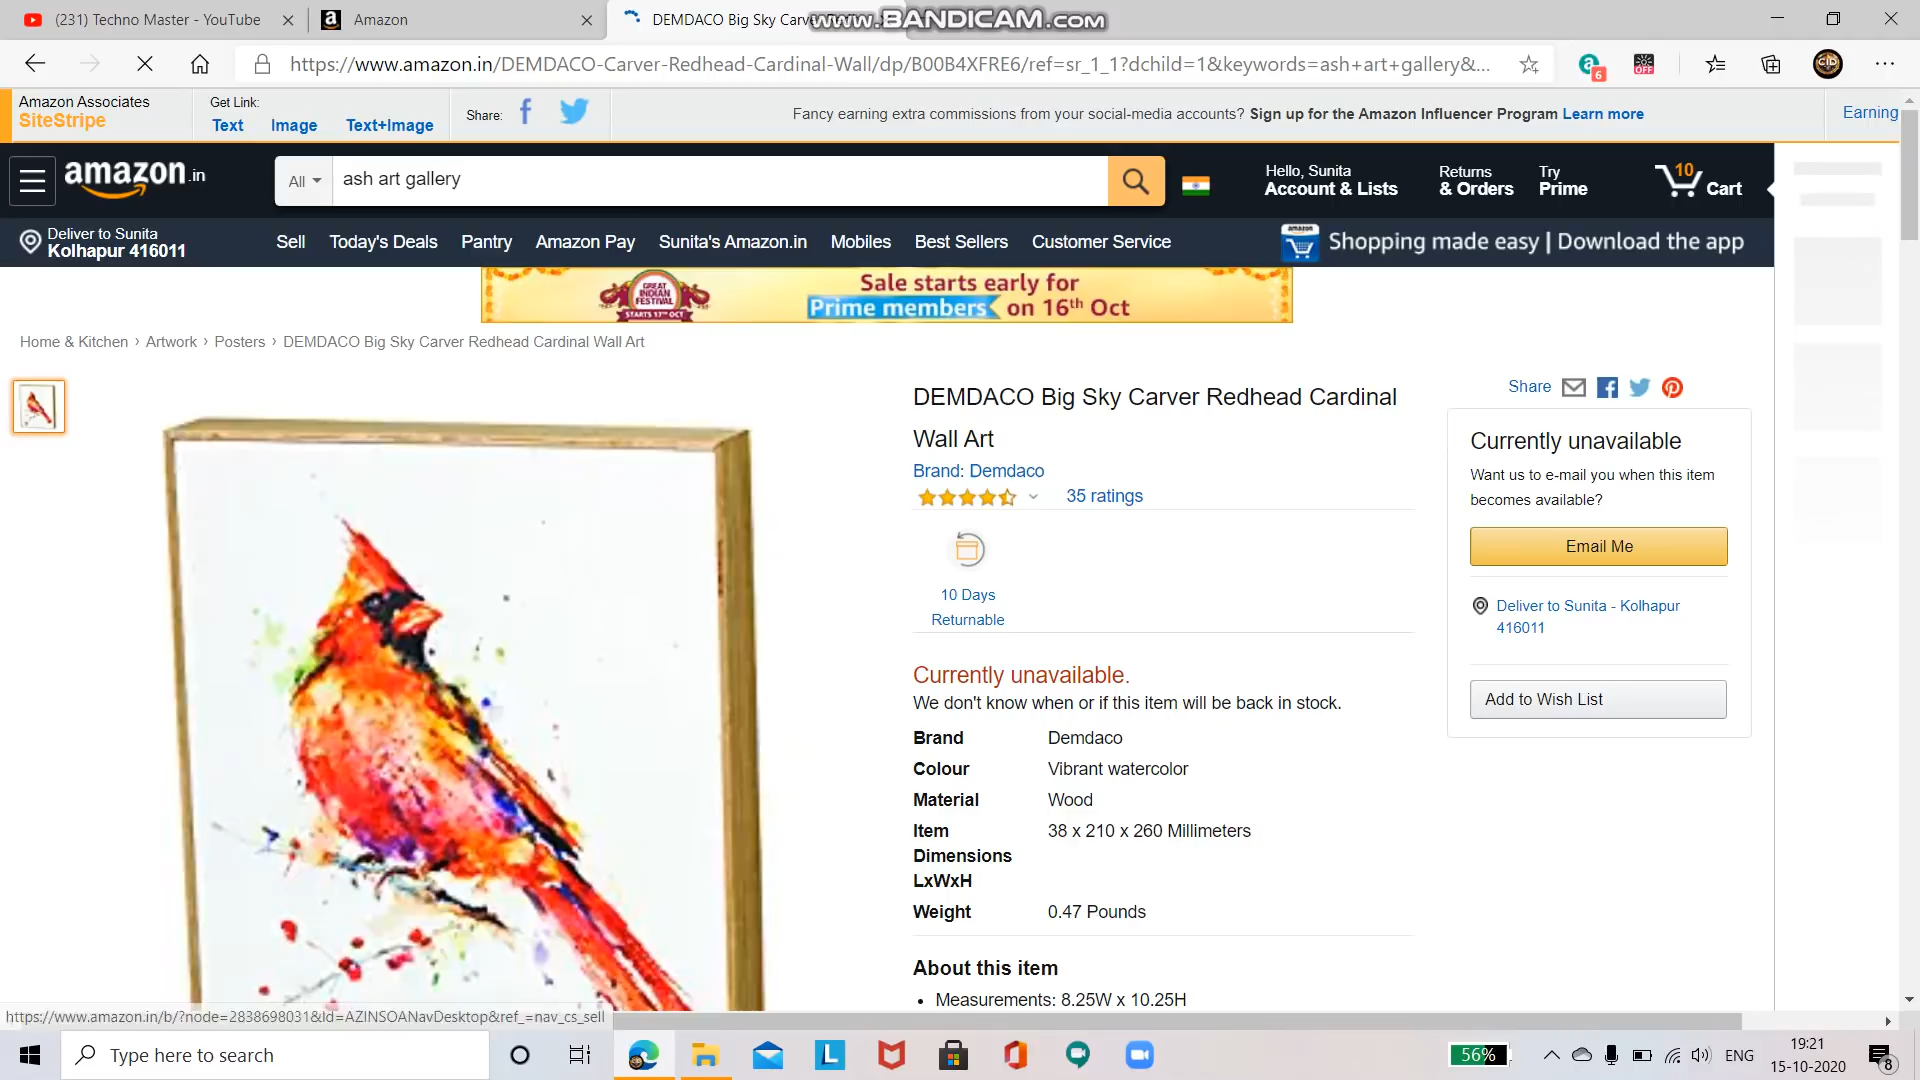 (231) Techno Master - YouTube
Amazon
DEMDACO Big Sky Carve
www.BANDICAM.com
https://www.amazon.in/DEMDACO-Carver-Redhead-Cardinal-Wall/dp/B00B4XFRE6/ref=sr_1_1?dchild=1&keywords=ash+art+gallery&...
6
OFF
CID
Amazon Associates
SiteStripe
Get Link:
Text
Image
Text+Image
Share:
Fancy earning extra commissions from your social-media accounts? Sign up for the Amazon Influencer Program Learn more
Earning
amazon.in
All
ash art gallery
Hello, Sunita
Account & Lists
Returns
& Orders
Try
Prime
10
Cart
Deliver to Sunita
Kolhapur 416011
Sell
Today's Deals
Pantry
Amazon Pay
Sunita's Amazon.in
Mobiles
Best Sellers
Customer Service
amazon
Shopping made easy | Download the app
GREAT INDIAN FESTIVAL
STARTS 17TH OCT
Sale starts early for
Prime members on 16th Oct
Home & Kitchen › Artwork › Posters › DEMDACO Big Sky Carver Redhead Cardinal Wall Art
DEMDACO Big Sky Carver Redhead Cardinal
Wall Art
Brand: Demdaco
35 ratings
10 Days
Returnable
Currently unavailable.
We don't know when or if this item will be back in stock.
Brand Demdaco
Colour Vibrant watercolor
Material Wood
Item 38 x 210 x 260 Millimeters
Dimensions
LxWxH
Weight 0.47 Pounds
About this item
• Measurements: 8.25W x 10.25H
Share
Currently unavailable
Want us to e-mail you when this item
becomes available?
Email Me
Deliver to Sunita - Kolhapur
416011
Add to Wish List
https://www.amazon.in/b/?node=2838698031&ld=AZINSOANavDesktop&ref_=nav_cs_sell
Type here to search
L
56%
ENG
19:21
15-10-2020
8